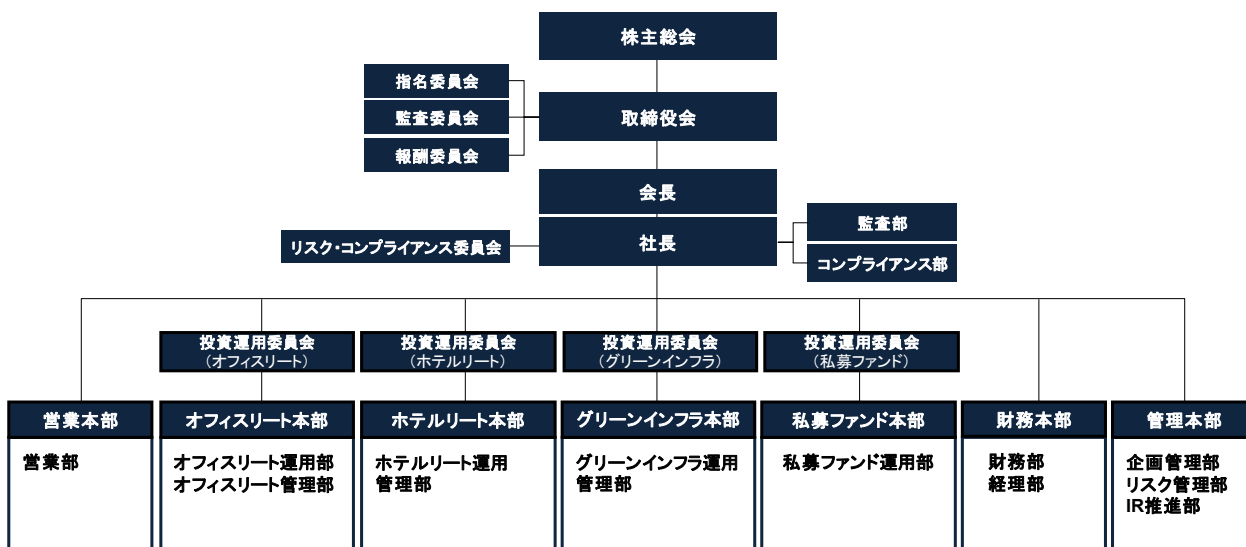 株主総会
指名委員会
監査委員会
報酬委員会
取締役会
会長
社長
リスク・コンプライアンス委員会
監査部
コンプライアンス部
投資運用委員会
（オフィスリート）
投資運用委員会
（ホテルリート）
投資運用委員会
（グリーンインフラ）
投資運用委員会
（私募ファンド）
営業本部
営業部
オフィスリート本部
オフィスリート運用部
オフィスリート管理部
ホテルリート本部
ホテルリート運用
管理部
グリーンインフラ本部
グリーンインフラ運用
管理部
私募ファンド本部
私募ファンド運用部
財務本部
財務部
経理部
管理本部
企画管理部
リスク管理部
IR推進部